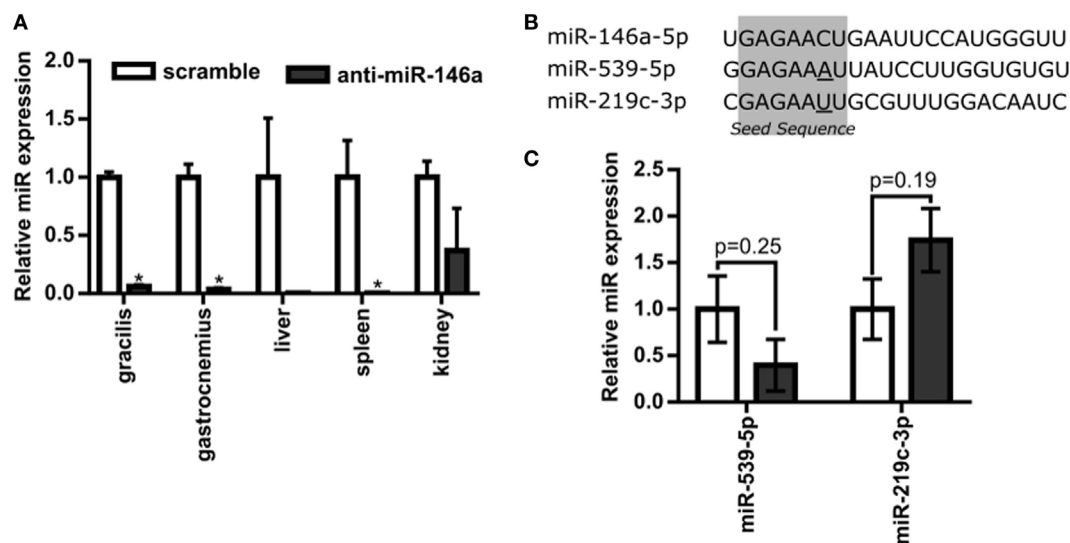 A
Relative miR expression
2.0
1.5
1.0
0.5
0.0
scramble
anti-miR-146a
*
*
*
gracilis
gastrocnemius
liver
spleen
kidney
B
miR-146a-5p UGAGAACUGAAUUCCAUGGGUU
miR-539-5p GGAGAAAUUAUCCUUGGUGUGU
miR-219c-3p CGAGAAUUGCGUUUGGACAAUC
Seed Sequence
C
Relative miR expression
2.5
2.0
1.5
1.0
0.5
0.0
p=0.25
p=0.19
miR-539-5p
miR-219c-3p